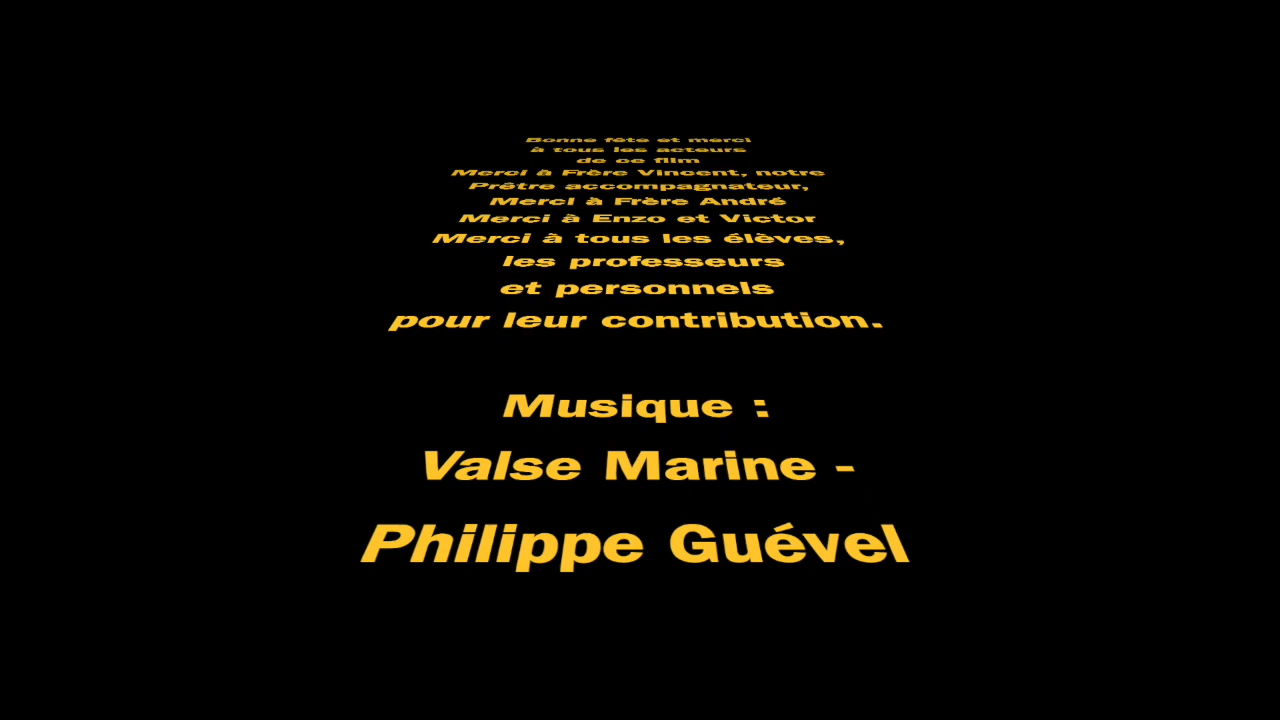 Bonne fête et merci
à tous les acteurs
de ce film
Merci à Frère Vincent, notre
Prêtre accompagnateur,
Merci à Frère André
Merci à Enzo et Victor
Merci à tous les élèves,
les professeurs
et personnels
pour leur contribution.
Musique :
Valse Marine -
Philippe Guével